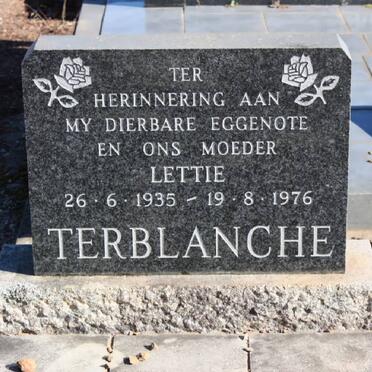 TER
HERINNERING AAN
MY DIERBARE EGGENOTE
EN ONS MOEDER
LETTIE
26 · 6 · 1935 - 19 · 8 · 1976
TERBLANCHE